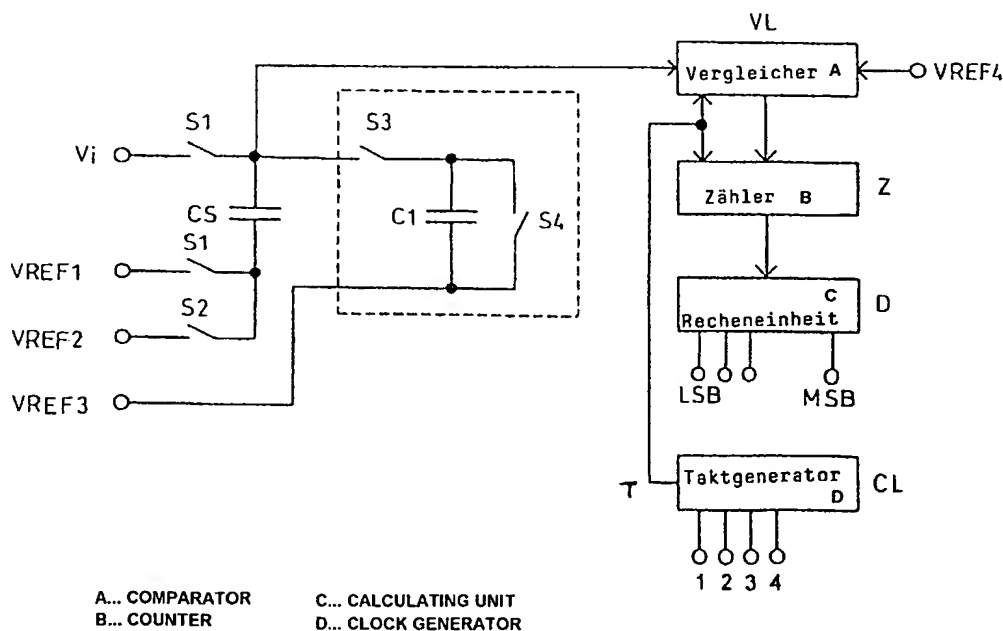 VL
Vergleicher A
VREF4
S1
S3
Vi
CS
C1
S4
Zähler B
Z
S1
VREF1
S2
VREF2
C
Recheneinheit
D
LSB
MSB
VREF3
T
Taktgenerator
D
CL
1 2 3 4
A... COMPARATOR
B... COUNTER
C... CALCULATING UNIT
D... CLOCK GENERATOR